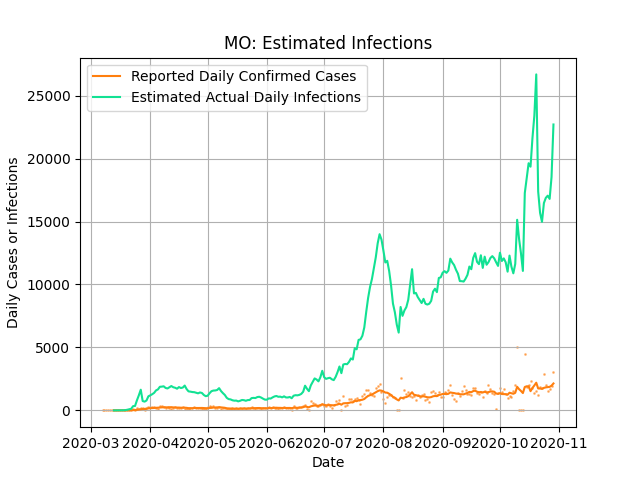 MO: Estimated Infections
Reported Daily Confirmed Cases
Estimated Actual Daily Infections
Daily Cases or Infections
25000
20000
15000
10000
5000
0
2020-03 2020-04 2020-05 2020-06 2020-07 2020-08 2020-09 2020-10 2020-11
Date